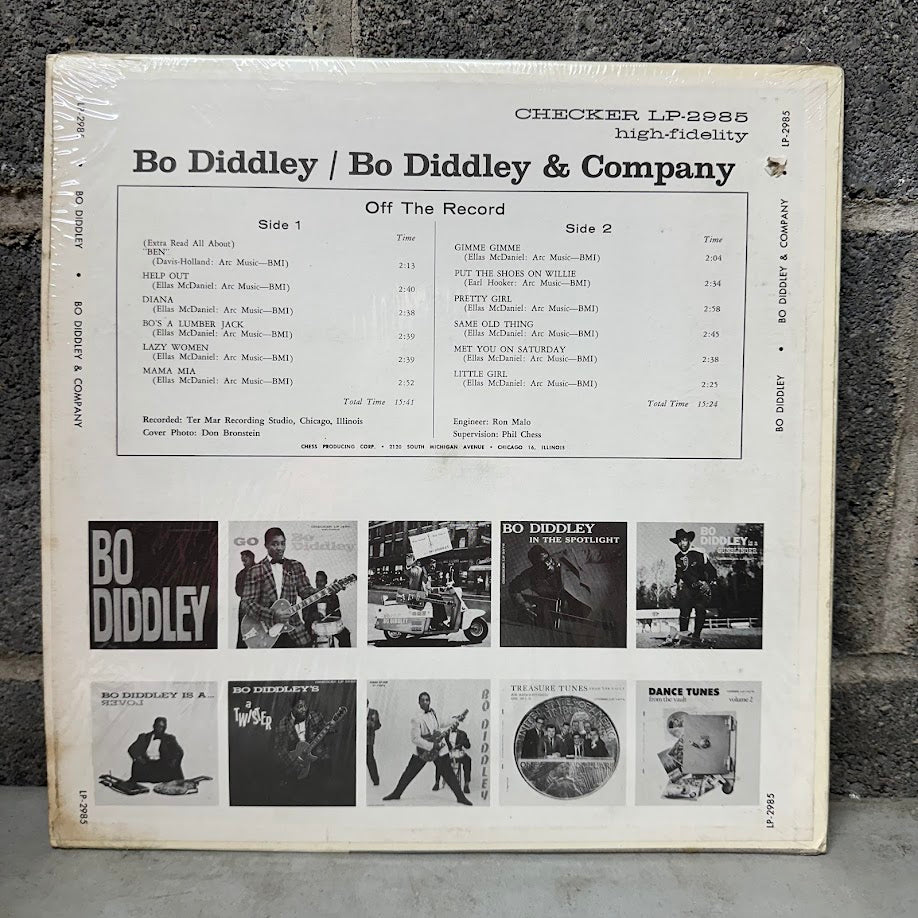 CHECKER LP-2985
high-fidelity
Bo Diddley / Bo Diddley & Company
Off The Record
Side 1
Time
(Extra Read All About)
"BEN"
(Davis-Holland: Arc Music—BMI) 2:13
HELP OUT
(Ellas McDaniel: Arc Music—BMI) 2:40
DIANA
(Ellas McDaniel: Arc Music—BMI) 2:38
BO'S A LUMBER JACK
(Ellas McDaniel: Arc Music—BMI) 2:39
LAZY WOMEN
(Ellas McDaniel: Arc Music—BMI) 2:39
MAMA MIA
(Ellas McDaniel: Arc Music—BMI) 2:52
Total Time 15:41
Recorded: Ter Mar Recording Studio, Chicago, Illinois
Cover Photo: Don Bronstein
Side 2
Time
GIMME GIMME
(Ellas McDaniel: Arc Music—BMI) 2:04
PUT THE SHOES ON WILLIE
(Earl Hooker: Arc Music—BMI) 2:34
PRETTY GIRL
(Ellas McDaniel: Arc Music—BMI) 2:58
SAME OLD THING
(Ellas McDaniel: Arc Music—BMI) 2:45
MET YOU ON SATURDAY
(Ellas McDaniel: Arc Music—BMI) 2:38
LITTLE GIRL
(Ellas McDaniel: Arc Music—BMI) 2:25
Total Time 15:24
Engineer: Ron Malo
Supervision: Phil Chess
CHESS PRODUCING CORP. • 2120 SOUTH MICHIGAN AVENUE • CHICAGO 16, ILLINOIS
LP-2985
BO DIDDLEY • BO DIDDLEY & COMPANY
LP-2985
LP-2985
BO DIDDLEY • BO DIDDLEY & COMPANY
LP-2985
BO
DIDDLEY
GO Bo
Diddley
BO DIDDLEY
BO DIDDLEY
IN THE SPOTLIGHT
BO
DIDDLEY is a
GUNSLINGER
BO DIDDLEY IS A...
LOVER
BO DIDDLEY'S
a
TWISTER
BO DIDDLEY
TREASURE TUNES FROM THE VAULT
DANCE TUNES
from the vault volume 2